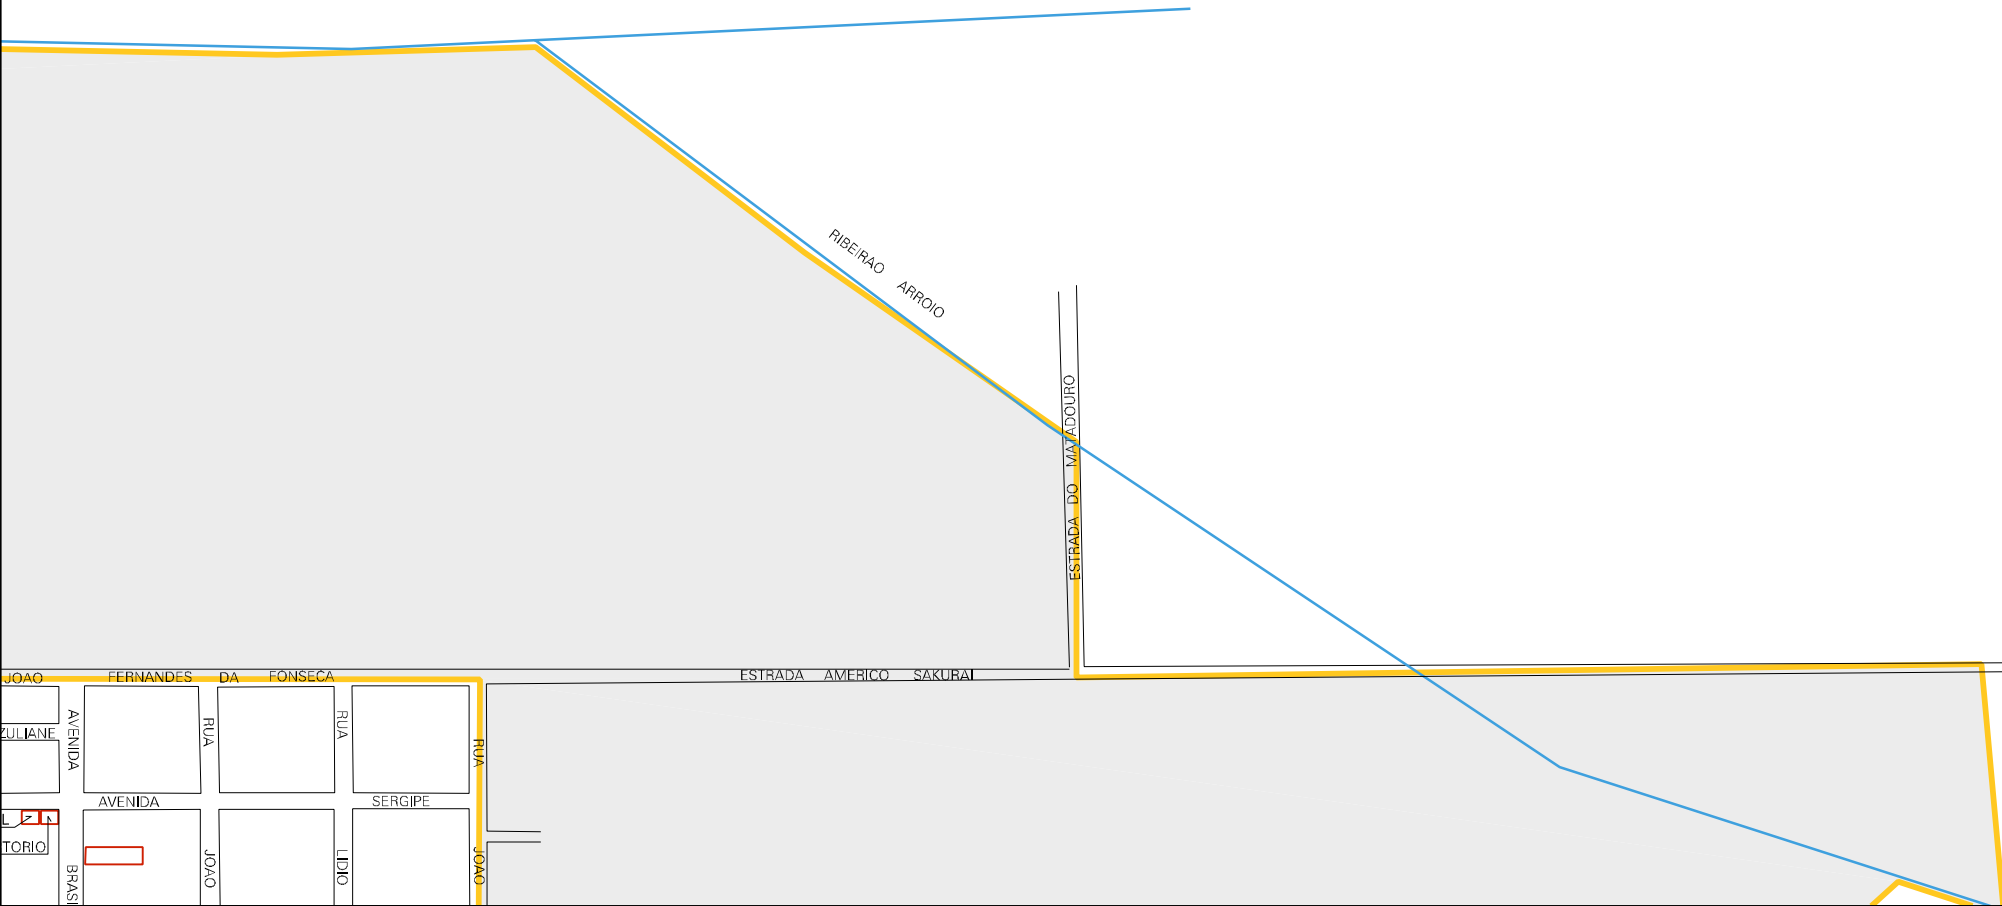 RIBEIRAO ARROIO
ESTRADA DO MATADOURO
JOAO FERNANDES DA FONSECA
ESTRADA AMERICO SAKURAI
ZULIANE
AVENIDA
RUA
RUA
RUA
AVENIDA SERGIPE
L
TORIO
BRASI
JOAO
LIDIO
JOAO